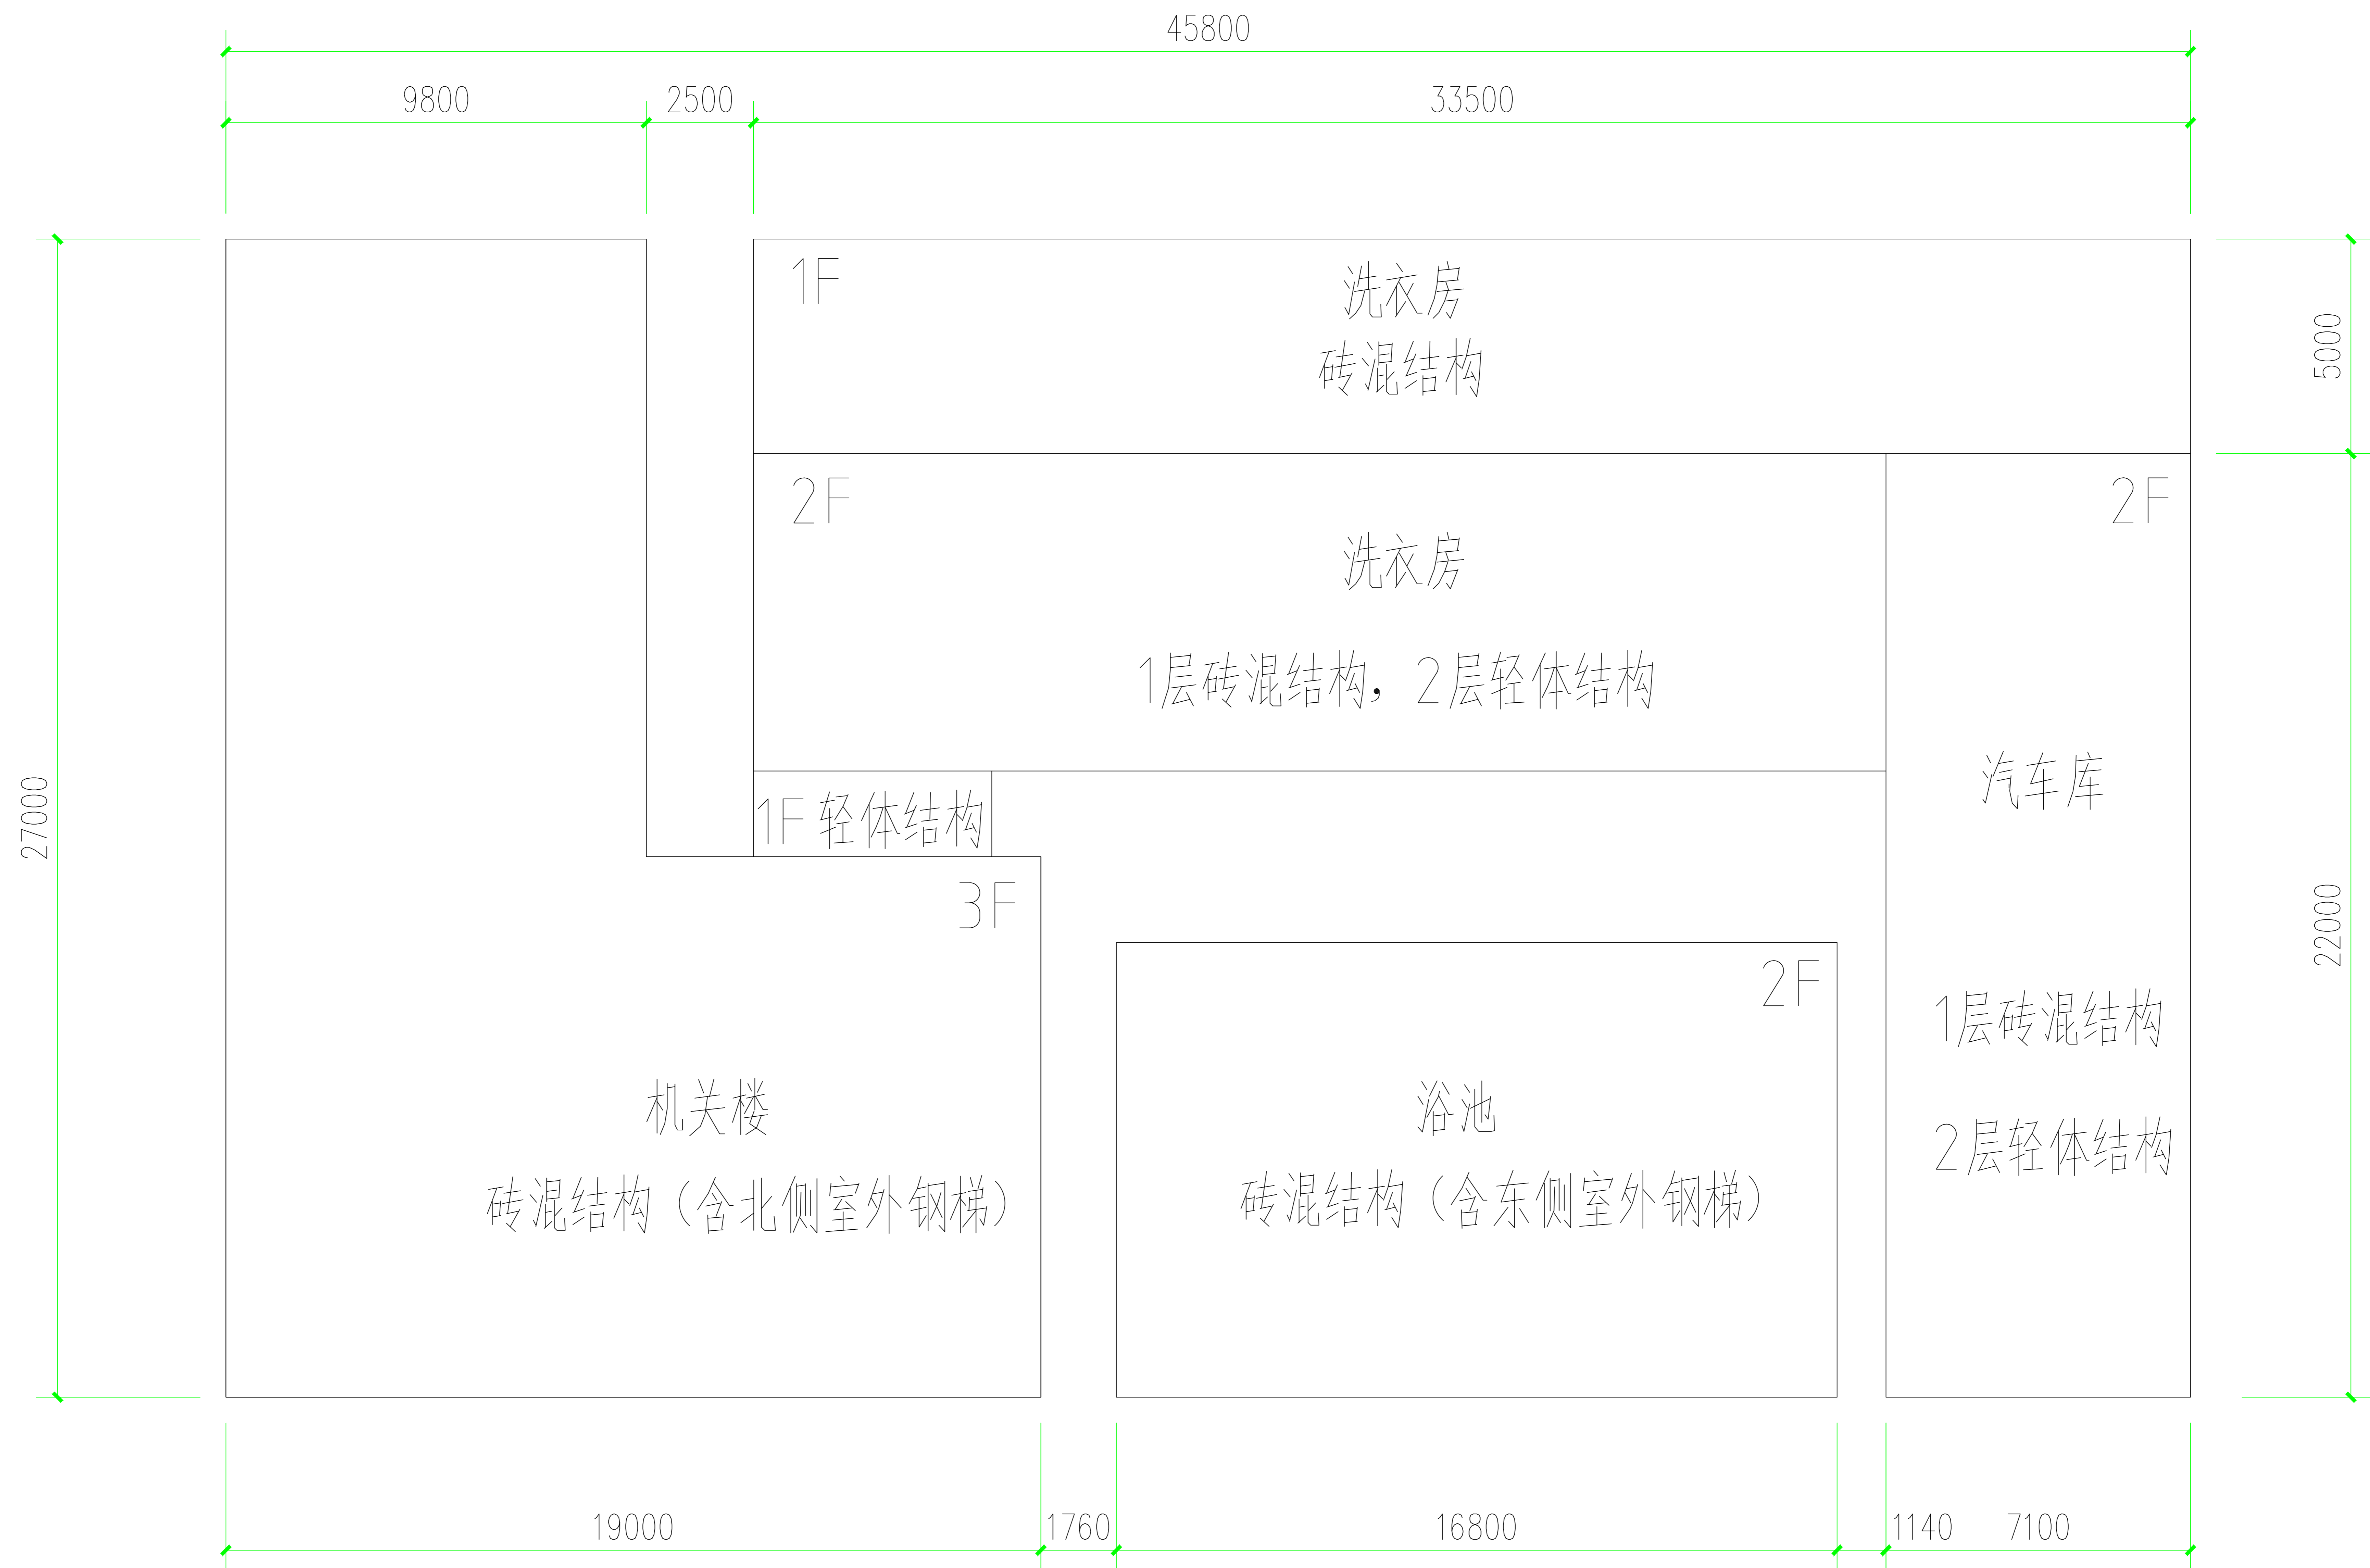 45800
9800
2500
33500
1F
洗衣房
砖混结构
5000
2F
2F
洗衣房
1层砖混结构，2层轻体结构
27000
1F 轻体结构
汽车库
3F
22000
2F
1层砖混结构
机关楼
浴池
2层轻体结构
砖混结构（含北侧室外钢梯）
砖混结构（含东侧室外钢梯）
19000
1760
16800
1140
7100